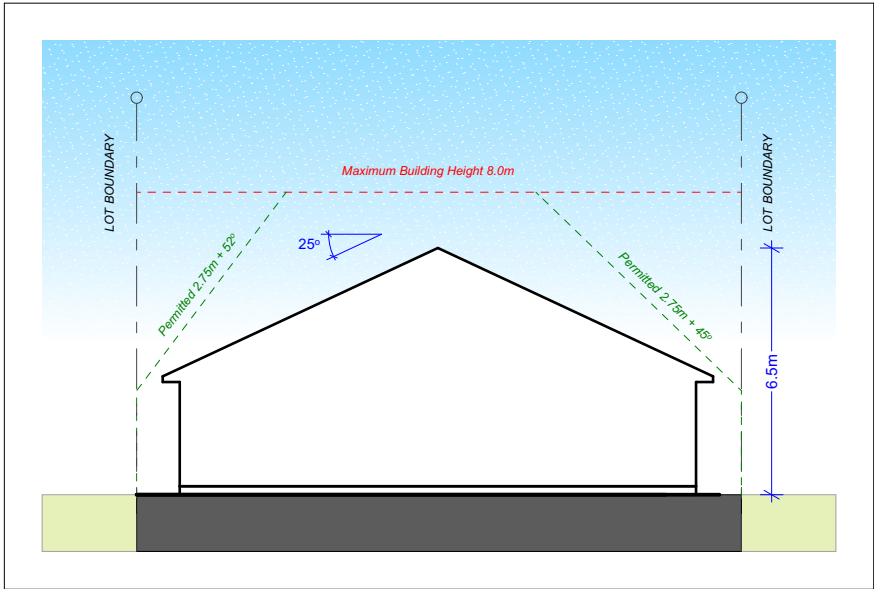 Maximum Building Height 8.0m
LOT BOUNDARY
LOT BOUNDARY
25o
Permitted 2.75m + 52o
Permitted 2.75m + 45o
6.5m